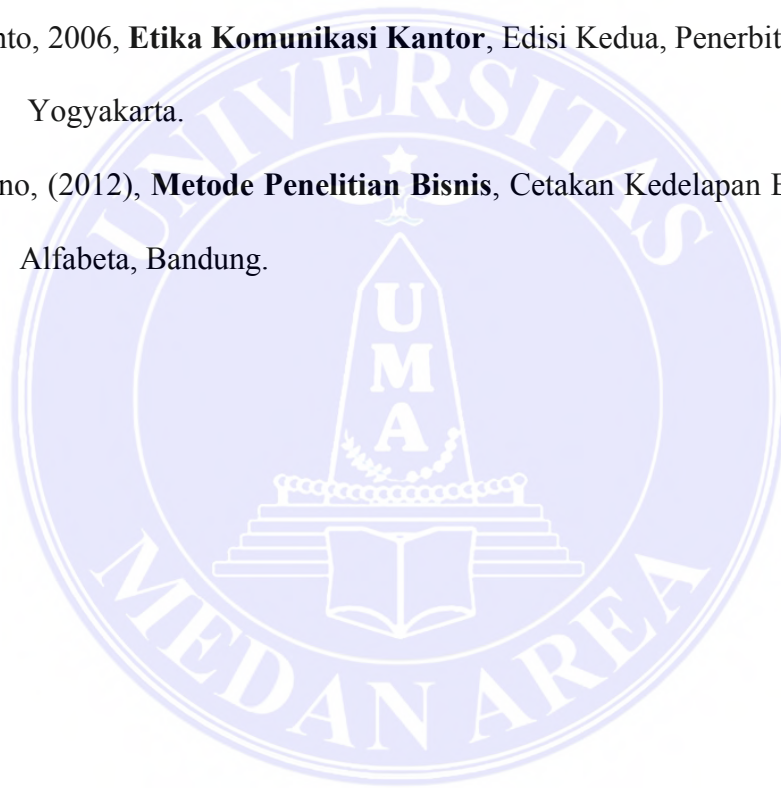 nto, 2006, Etika Komunikasi Kantor, Edisi Kedua, Penerbit
Yogyakarta.
no, (2012), Metode Penelitian Bisnis, Cetakan Kedelapan E
Alfabeta, Bandung.
UNIVERSITAS
U
M
A
MEDAN AREA